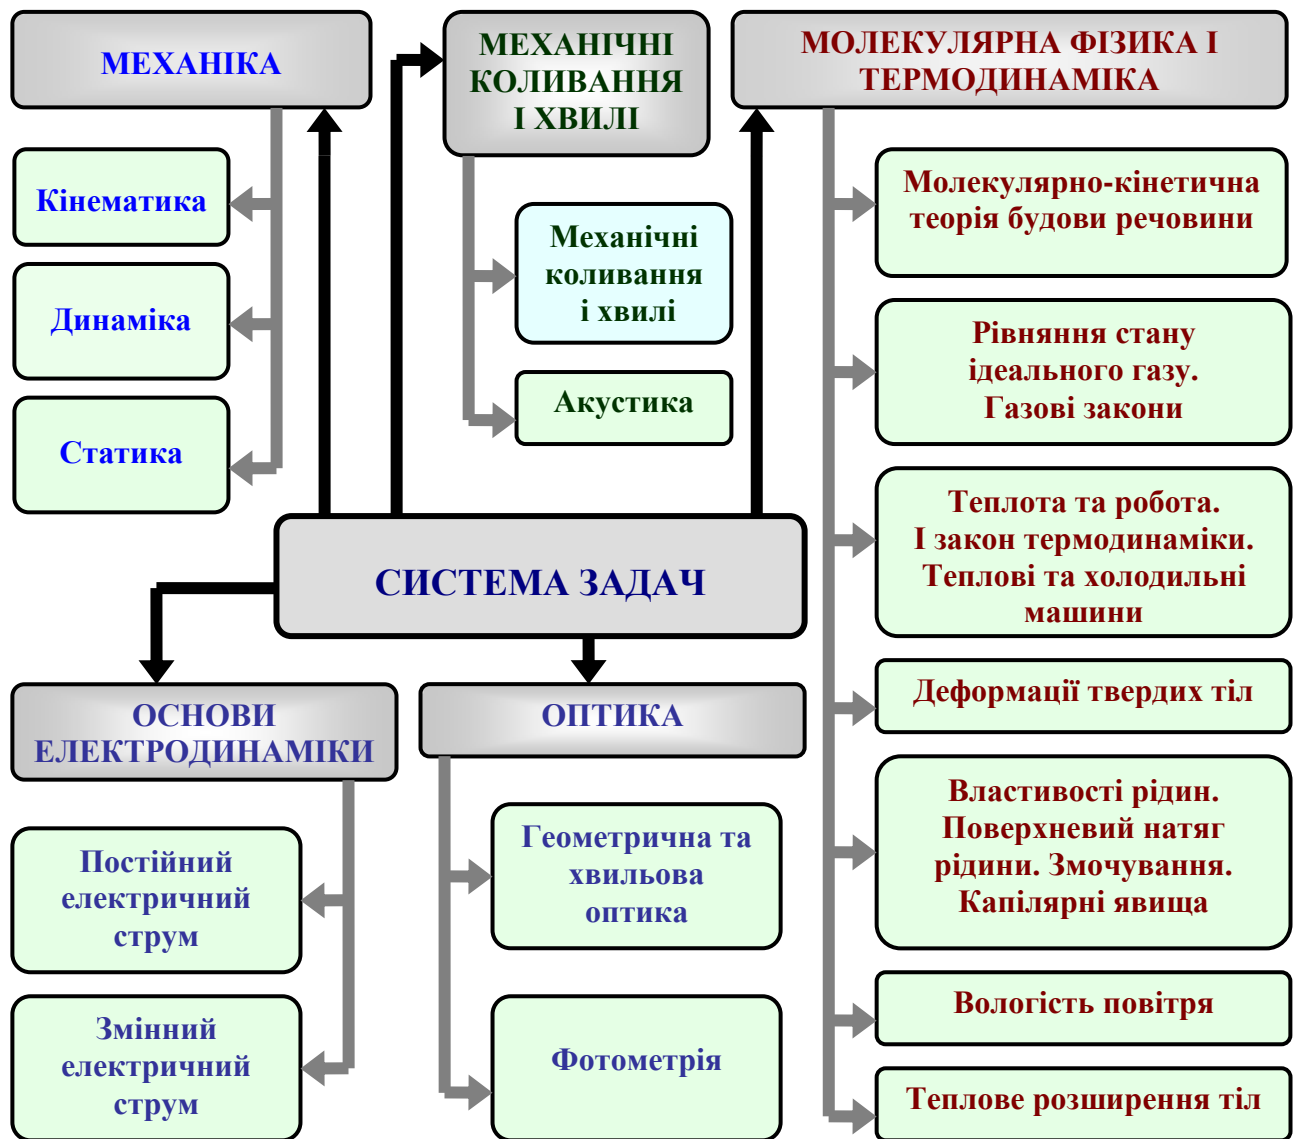 МЕХАНІКА
Кінематика
Динаміка
Статика
МЕХАНІЧНІ
КОЛИВАННЯ
І ХВИЛІ
Механічні
коливання
і хвилі
Акустика
МОЛЕКУЛЯРНА ФІЗИКА І
ТЕРМОДИНАМІКА
Молекулярно-кінетична
теорія будови речовини
Рівняння стану
ідеального газу.
Газові закони
Теплота та робота.
І закон термодинаміки.
Теплові та холодильні
машини
Деформації твердих тіл
Властивості рідин.
Поверхневий натяг
рідини. Змочування.
Капілярні явища
Вологість повітря
Теплове розширення тіл
СИСТЕМА ЗАДАЧ
ОСНОВИ
ЕЛЕКТРОДИНАМІКИ
Постійний
електричний
струм
Змінний
електричний
струм
ОПТИКА
Геометрична та
хвильова
оптика
Фотометрія